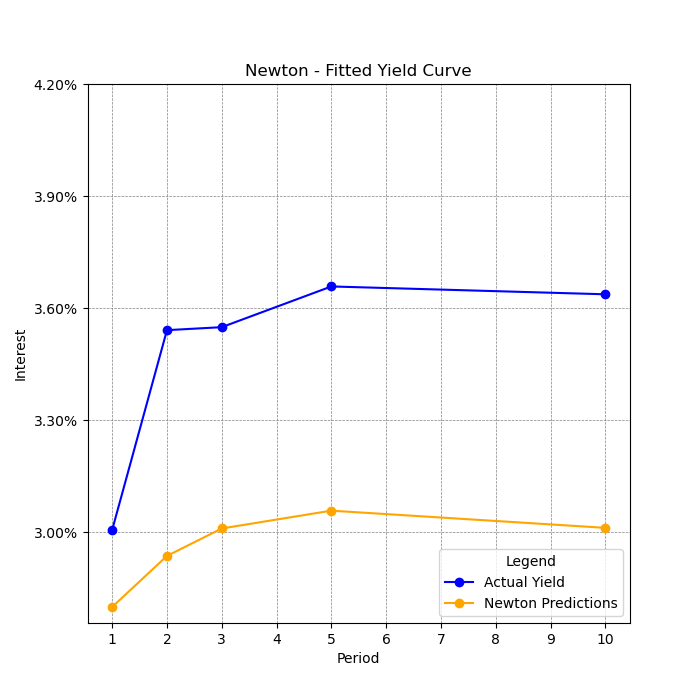 Newton - Fitted Yield Curve
4.20%
3.90%
3.60%
3.30%
3.00%
Interest
1 2 3 4 5 6 7 8 9 10
Period
Legend
Actual Yield
Newton Predictions